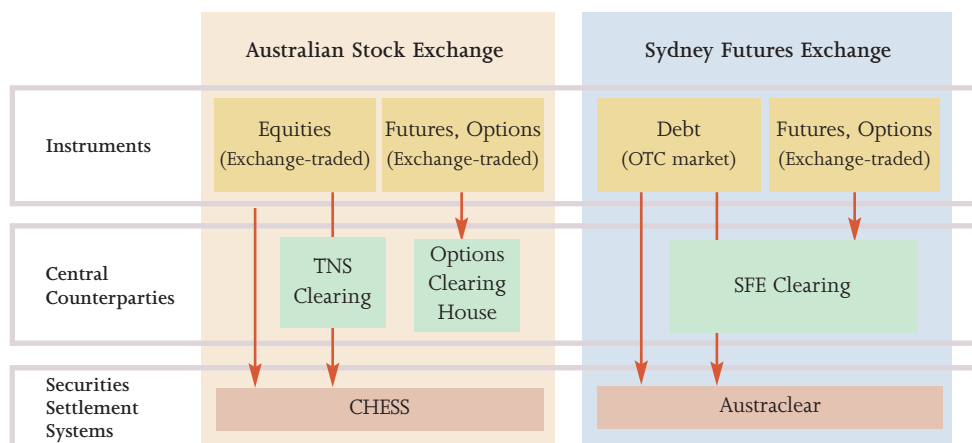 Australian Stock Exchange
Sydney Futures Exchange
Instruments
Equities
(Exchange-traded)
Futures, Options
(Exchange-traded)
Debt
(OTC market)
Futures, Options
(Exchange-traded)
Central
Counterparties
TNS
Clearing
Options
Clearing
House
SFE Clearing
Securities
Settlement
Systems
CHESS
Austraclear